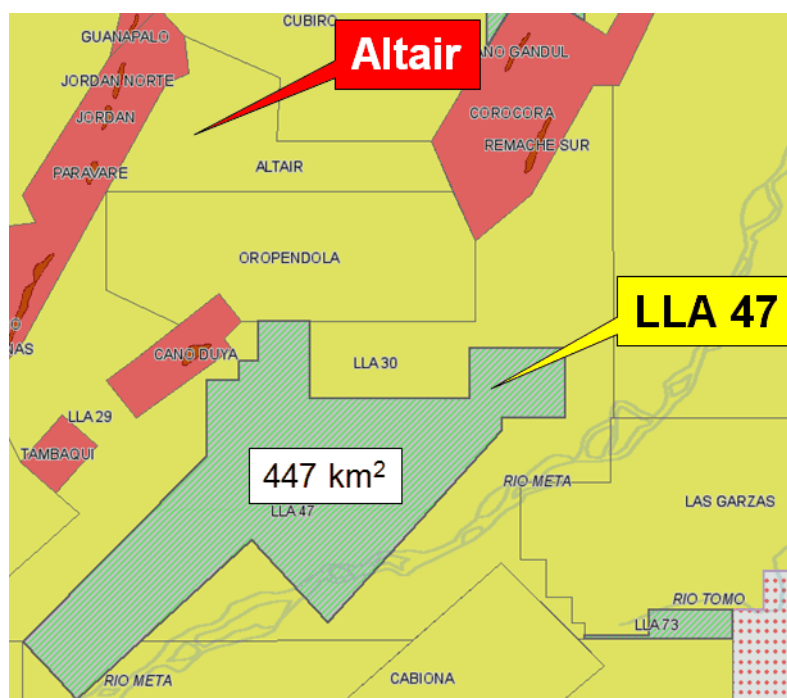 CUBIRO
GUANAPALO
Altair
ANO GANDUL
JORDAN NORTE
JORDAN
COROCORA
REMACHE SUR
PARAVARE
ALTAIR
OROPENDOLA
LLA 47
O
NAS
CANO DUYA
LLA 30
LLA 29
TAMBAQUI
447 km²
RIO META
LAS GARZAS
LLA 47
RIO TOMO
LLA 73
RIO META
CABIONA